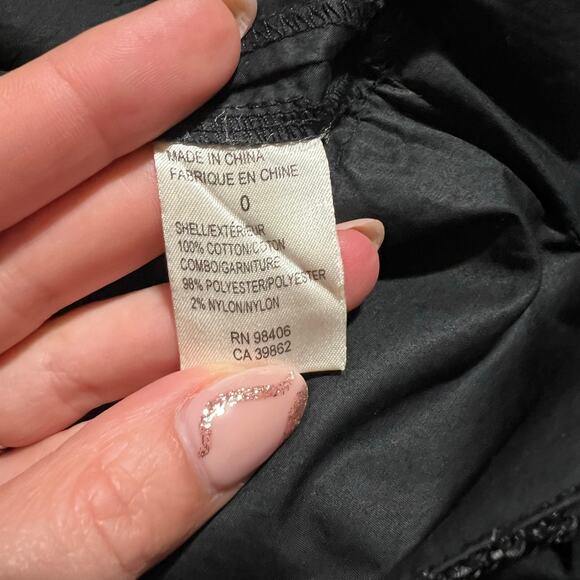 MADE IN CHINA
FABRIQUE EN CHINE
0
SHELL/EXTÉRIEUR
100% COTTON/COTON
COMBO/GARNITURE
98% POLYESTER/POLYESTER
2% NYLON/NYLON
RN 98406
CA 39862